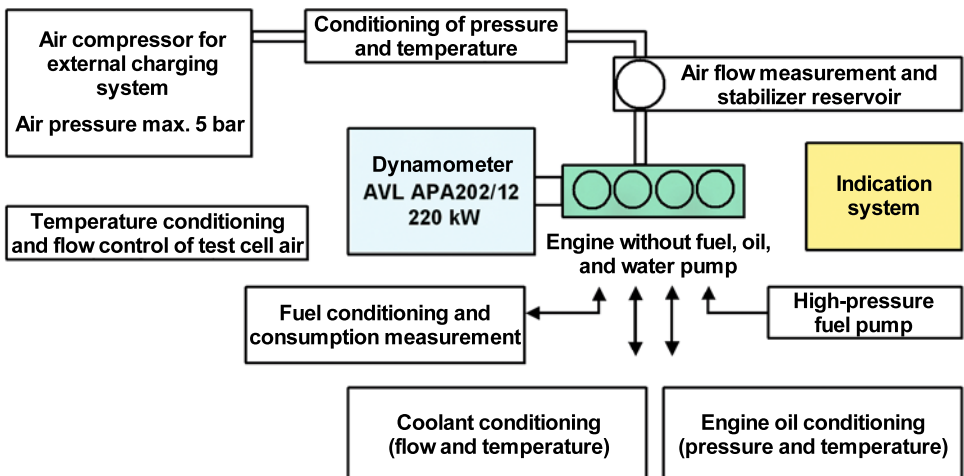 Air compressor for
external charging
system
Air pressure max. 5 bar
Conditioning of pressure
and temperature
Air flow measurement and
stabilizer reservoir
Dynamometer
AVL APA202/12
220 kW
Indication
system
Temperature conditioning
and flow control of test cell air
Engine without fuel, oil,
and water pump
Fuel conditioning and
consumption measurement
High-pressure
fuel pump
Coolant conditioning
(flow and temperature)
Engine oil conditioning
(pressure and temperature)